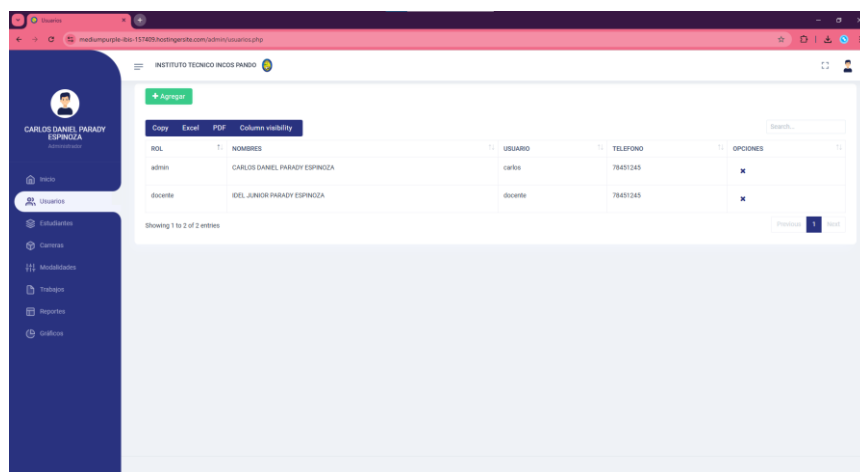 Usuarios
mediumpurple-ibis-157409.hostingersite.com/admin/usuarios.php
INSTITUTO TECNICO INCOS PANDO
CARLOS DANIEL PARADY ESPINOZA
Administrador
Inicio
Usuarios
Estudiantes
Carreras
Modalidades
Trabajos
Reportes
Gráficos
Agregar
Copy Excel PDF Column visibility
Search...
ROL NOMBRES USUARIO TELEFONO OPCIONES
admin CARLOS DANIEL PARADY ESPINOZA carlos 78451245
docente IDEL JUNIOR PARADY ESPINOZA docente 78451245
Showing 1 to 2 of 2 entries
Previous 1 Next